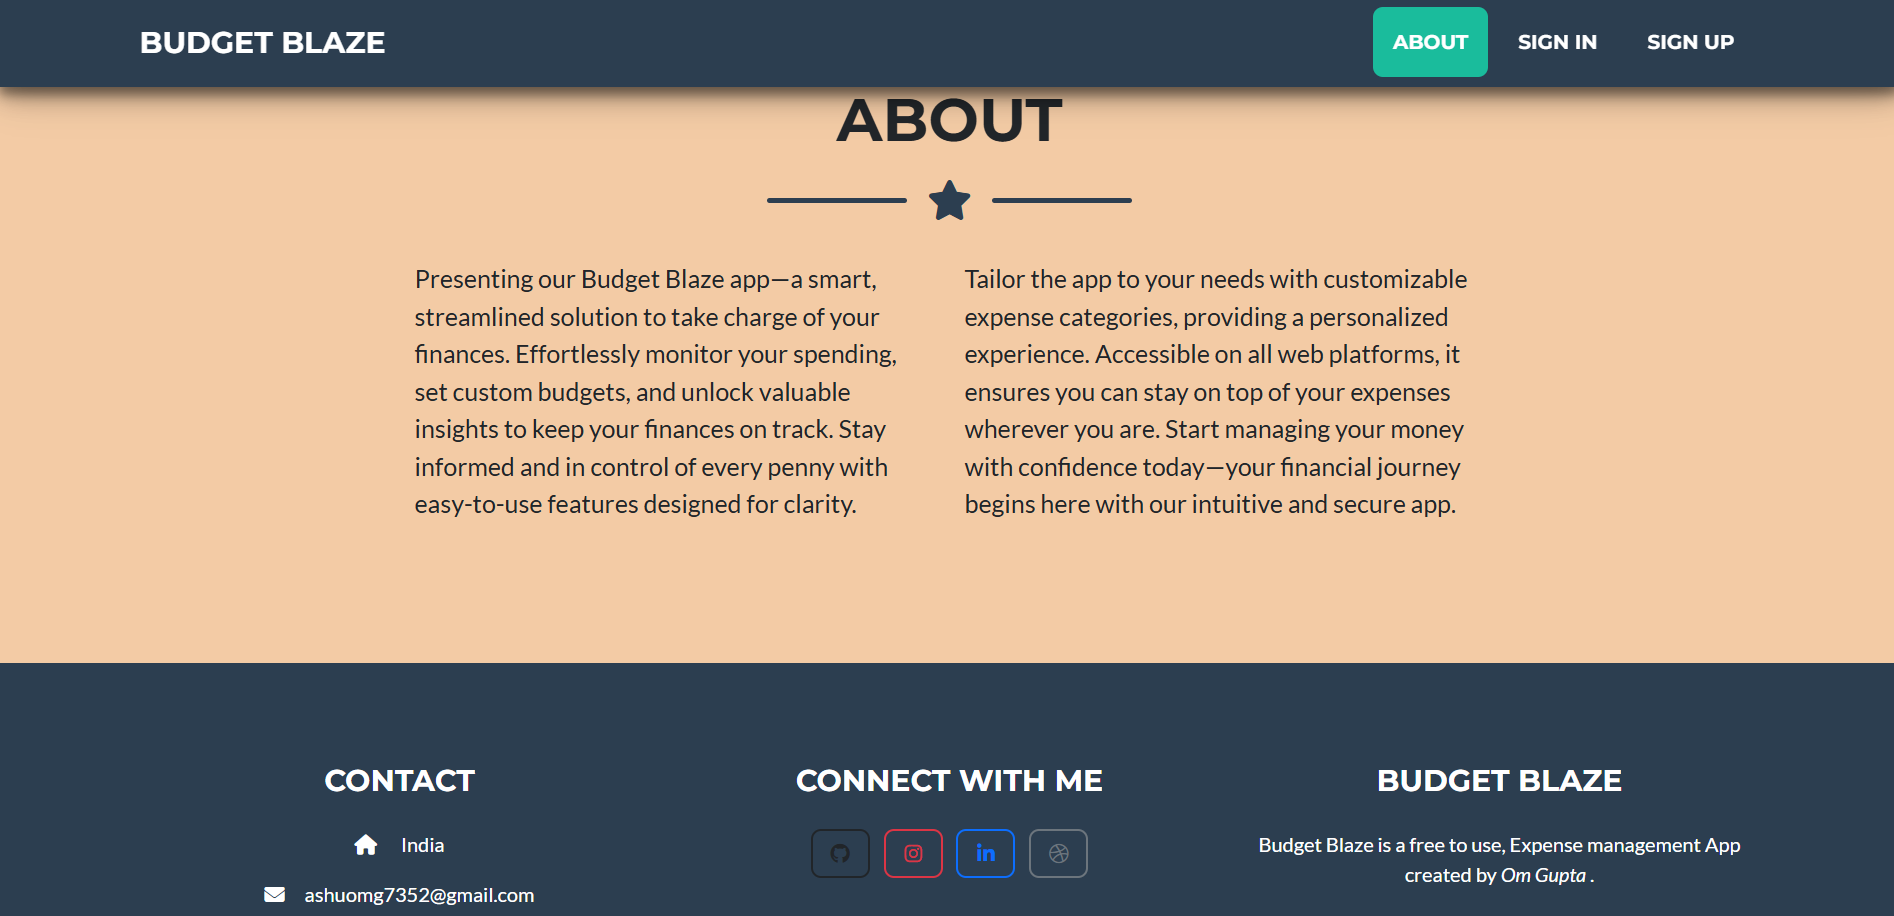 BUDGET BLAZE
ABOUT
SIGN IN
SIGN UP
ABOUT
Presenting our Budget Blaze app—a smart,
streamlined solution to take charge of your
finances. Effortlessly monitor your spending,
set custom budgets, and unlock valuable
insights to keep your finances on track. Stay
informed and in control of every penny with
easy-to-use features designed for clarity.
Tailor the app to your needs with customizable
expense categories, providing a personalized
experience. Accessible on all web platforms, it
ensures you can stay on top of your expenses
wherever you are. Start managing your money
with confidence today—your financial journey
begins here with our intuitive and secure app.
CONTACT
India
ashuomg7352@gmail.com
CONNECT WITH ME
BUDGET BLAZE
Budget Blaze is a free to use, Expense management App
created by Om Gupta .